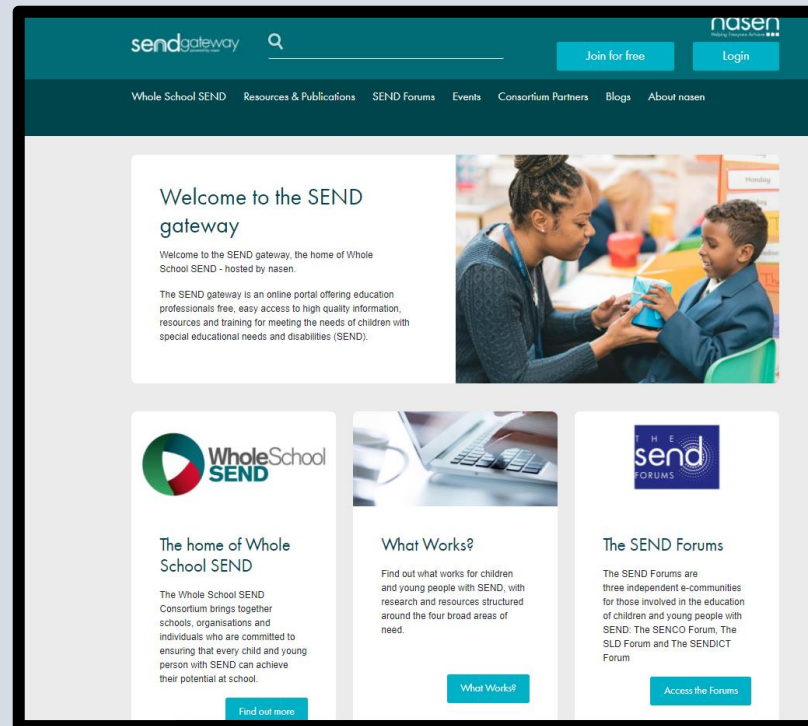 nasen
Helping Everyone Achieve
sendgateway
Join for free
Login
Whole School SEND Resources & Publications SEND Forums Events Consortium Partners Blogs About nasen
Welcome to the SEND
gateway
Welcome to the SEND gateway, the home of Whole
School SEND - hosted by nasen.
The SEND gateway is an online portal offering education
professionals free, easy access to high quality information,
resources and training for meeting the needs of children with
special educational needs and disabilities (SEND).
Monday
WholeSchool
SEND
The home of Whole
School SEND
The Whole School SEND
Consortium brings together
schools, organisations and
individuals who are committed to
ensuring that every child and young
person with SEND can achieve
their potential at school.
Find out more
What Works?
Find out what works for children
and young people with SEND, with
research and resources structured
around the four broad areas of
need.
What Works?
THE
send
FORUMS
The SEND Forums
The SEND Forums are
three independent e-communities
for those involved in the education
of children and young people with
SEND: The SENCO Forum, The
SLD Forum and The SENDICT
Forum
Access the Forums